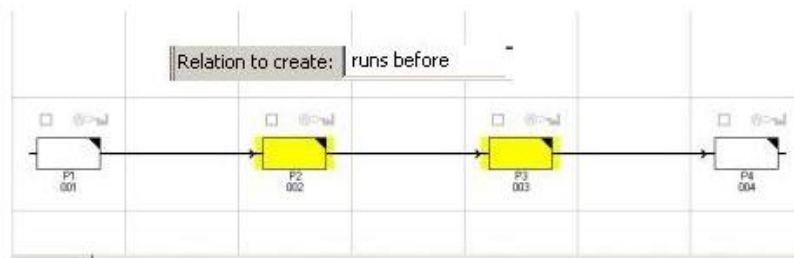 Relation to create: runs before
P1
001
P2
002
P3
003
P4
004